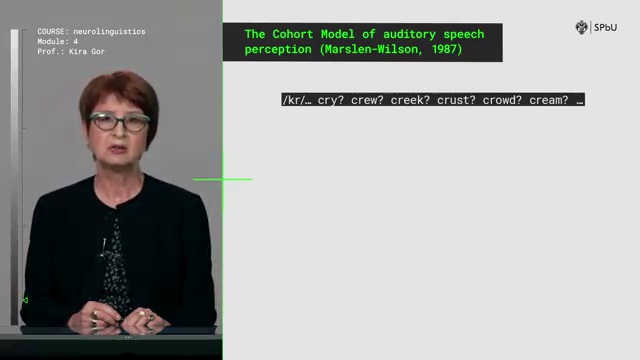 COURSE: neurolinguistics
Module: 4
Prof.: Kira Gor
The Cohort Model of auditory speech
perception (Marslen-Wilson, 1987)
SPbU
/kr/… cry? crew? creek? crust? crowd? cream? …